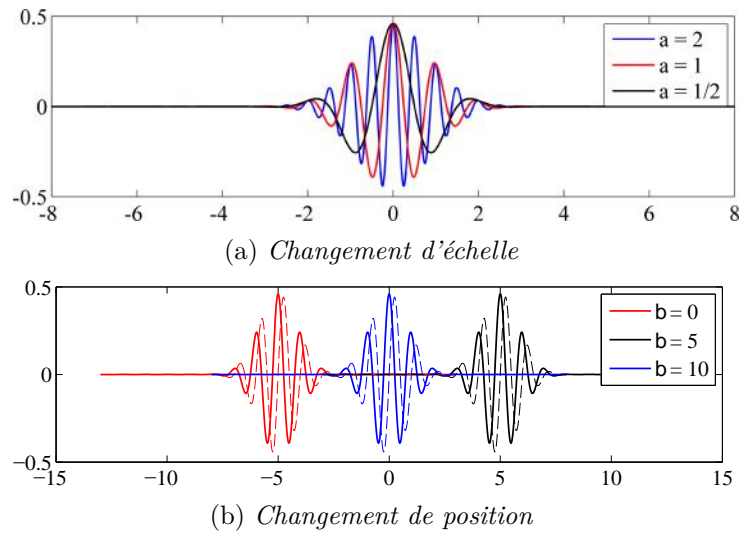 0.5
0
-0.5
a = 2
a = 1
a = 1/2
-8 -6 -4 -2 0 2 4 6 8
(a) Changement d'échelle
0.5
0
−0.5
b = 0
b = 5
b = 10
−15 −10 −5 0 5 10 15
(b) Changement de position